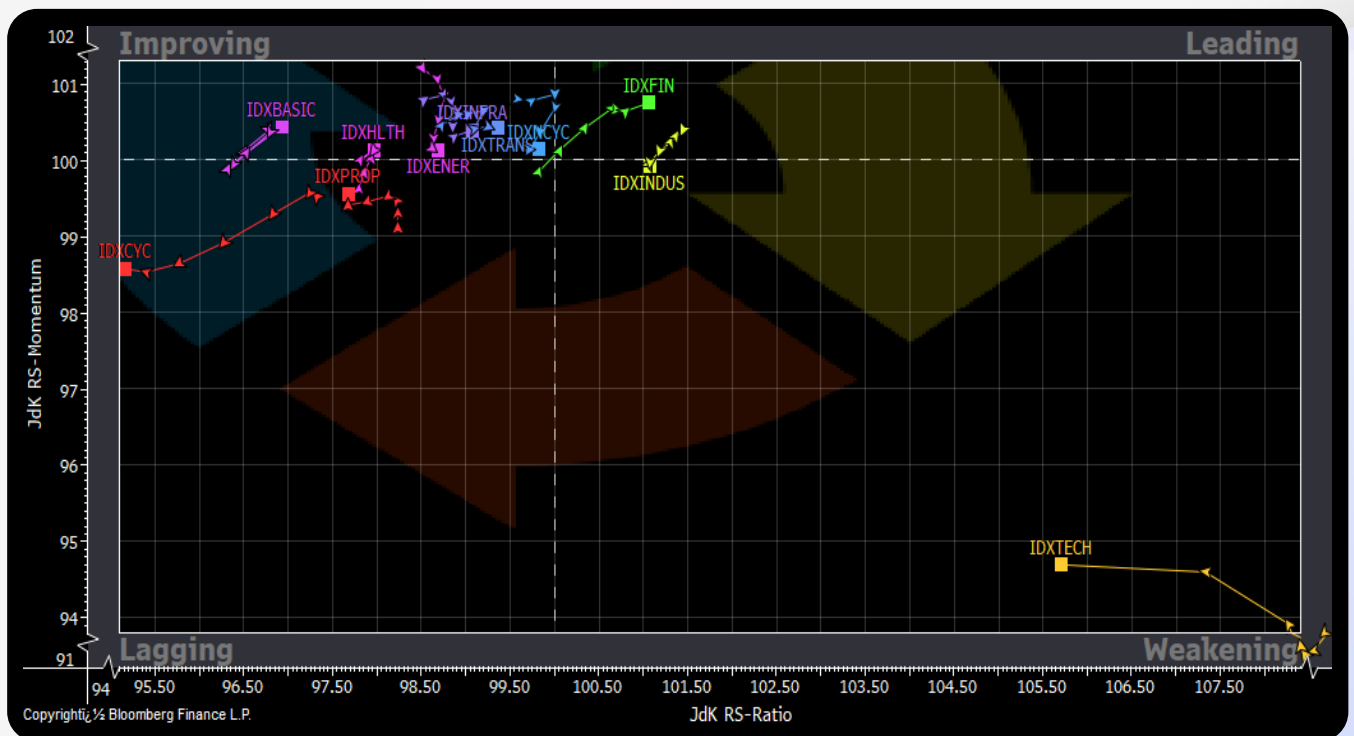 Improving
Leading
102
101
100
99
98
97
96
95
94
91
JdK RS-Momentum
IDXBASIC
IDXHLTH
IDXPROP
IDXCYC
IDXINFRA
IDXTRANS
IDXENER
IDXNCYC
IDXFIN
IDXINDUS
IDXTECH
Lagging
Weakening
94 95.50 96.50 97.50 98.50 99.50 100.50 101.50 102.50 103.50 104.50 105.50 106.50 107.50
JdK RS-Ratio
Copyrightï¿½ Bloomberg Finance L.P.